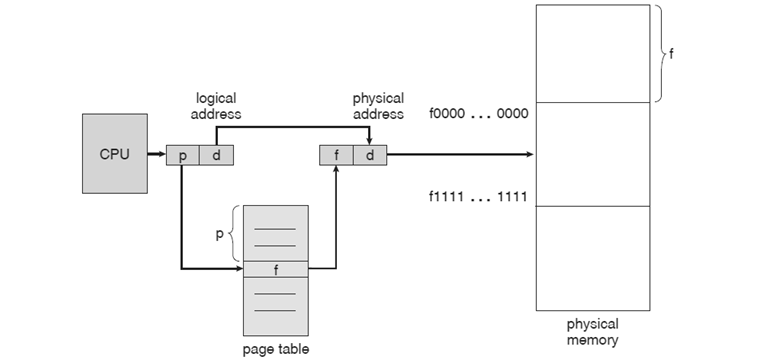 f
logical
address
physical
address
f0000 ... 0000
CPU
p
d
f
d
f1111 ... 1111
p
f
page table
physical
memory